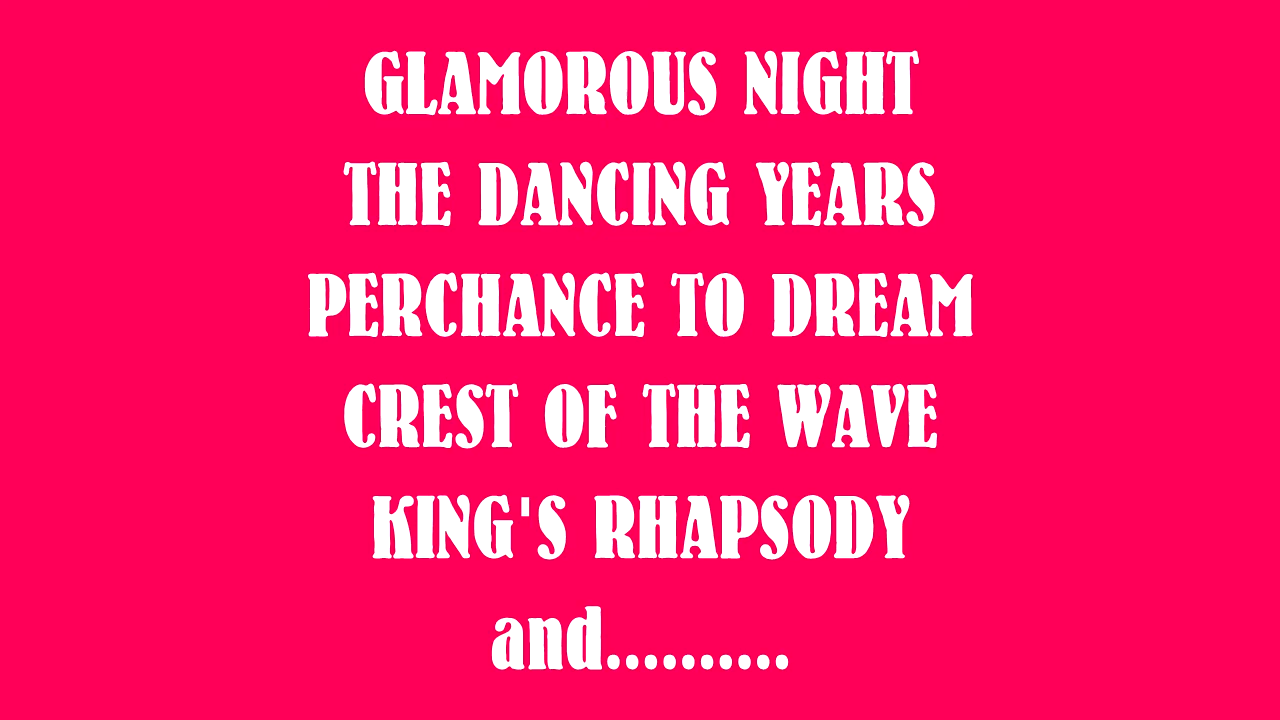 GLAMOROUS NIGHT
THE DANCING YEARS
PERCHANCE TO DREAM
CREST OF THE WAVE
KING'S RHAPSODY
and..........